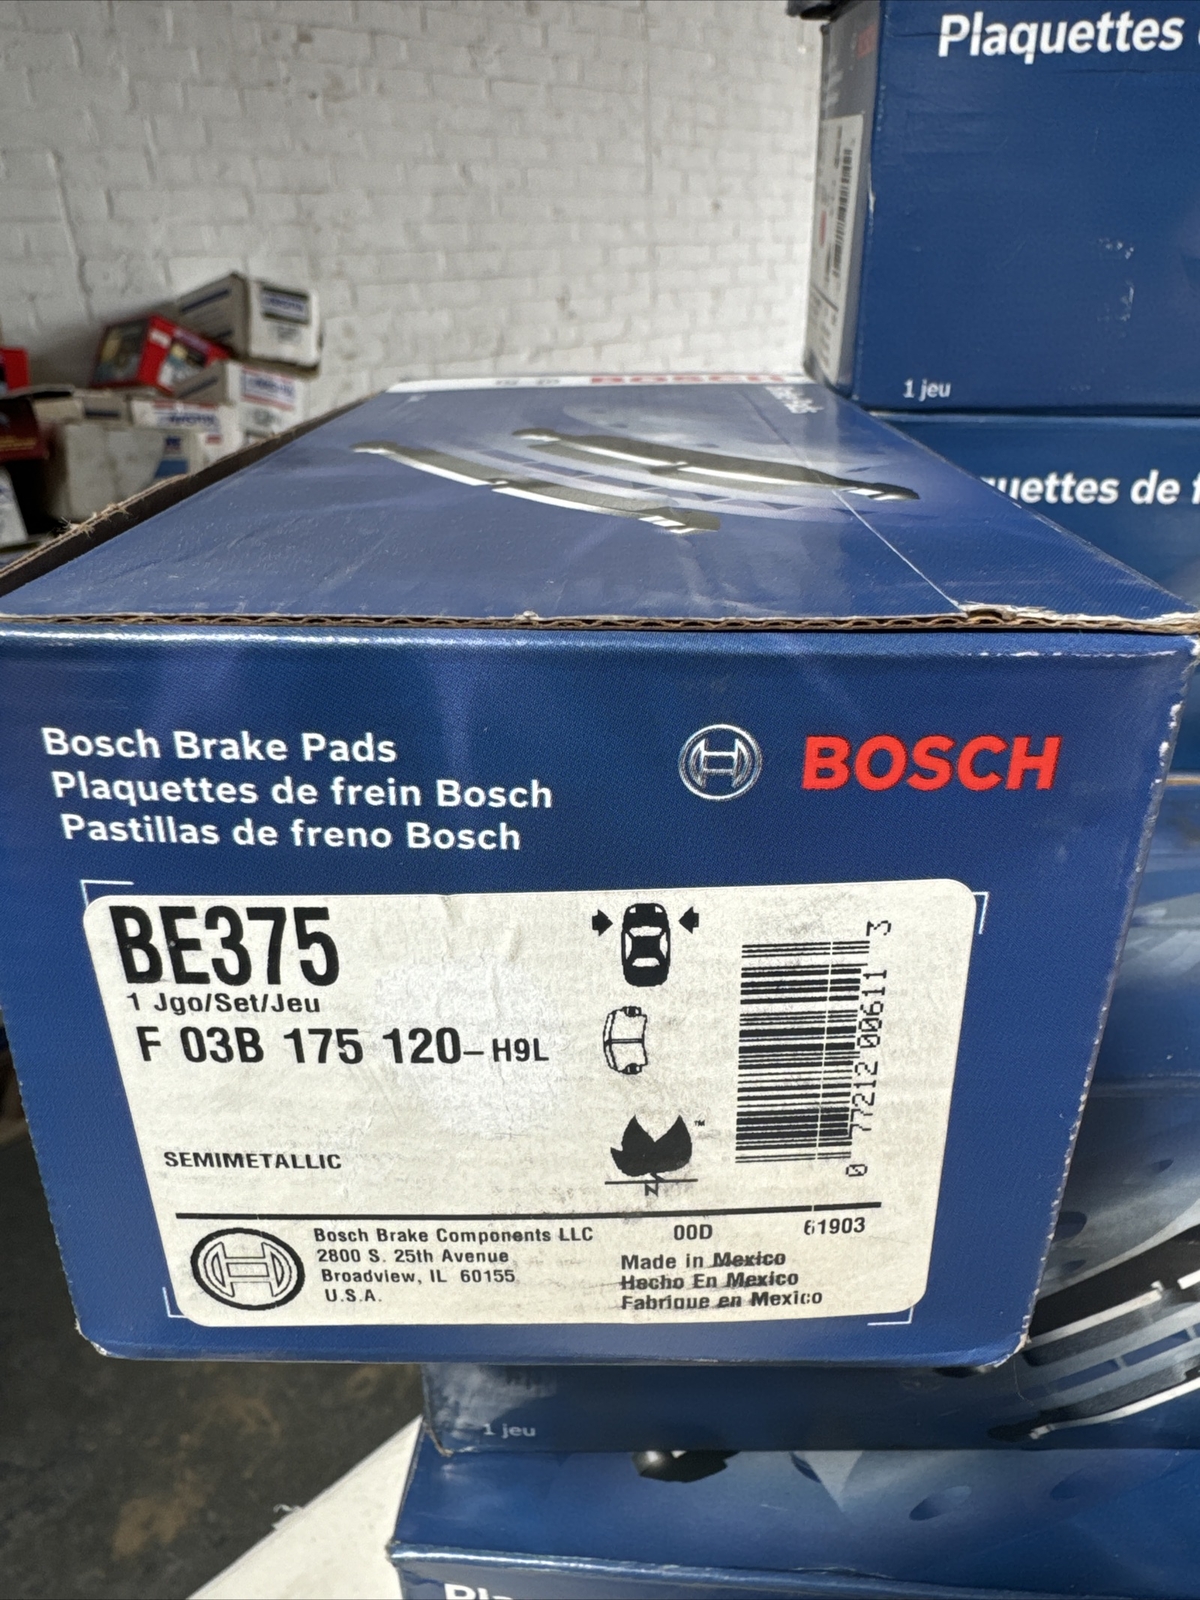 Plaquettes
1 jeu
BOSCH
uettes de f
Bosch Brake Pads
Plaquettes de frein Bosch
Pastillas de freno Bosch
BOSCH
BE375
1 Jgo/Set/Jeu
F 03B 175 120-H9L
SEMIMETALLIC
TM
N
0 77212 00611 3
Bosch Brake Components LLC
2800 S. 25th Avenue
Broadview, IL 60155
U.S.A.
00D
61903
Made in Mexico
Hecho En Mexico
Fabrique en Mexico
1 jeu